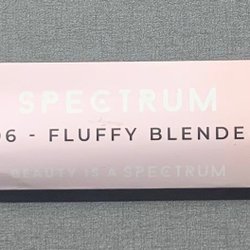 SPECTRUM
06 - FLUFFY BLENDE
BEAUTY IS A SPECTRUM